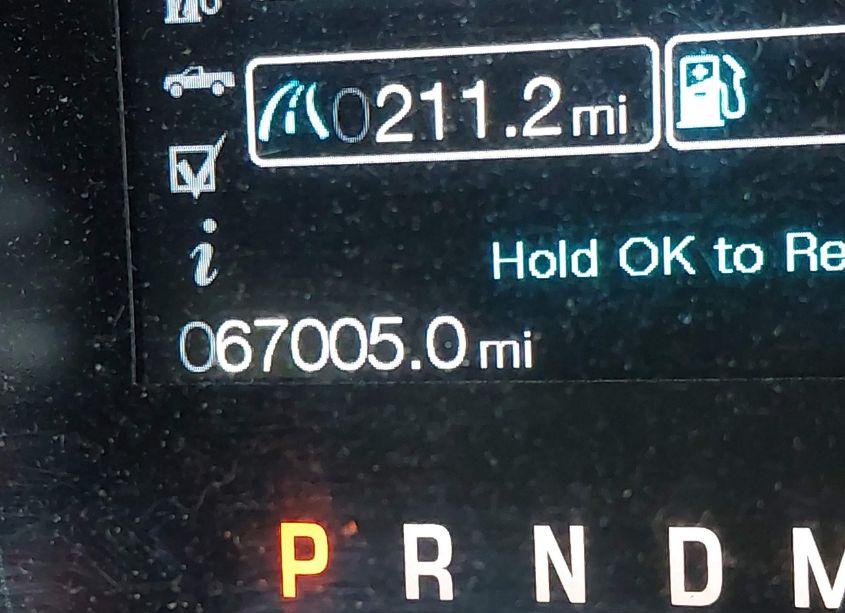 0211.2 mi
Hold OK to Re
067005.0 mi
P R N D M